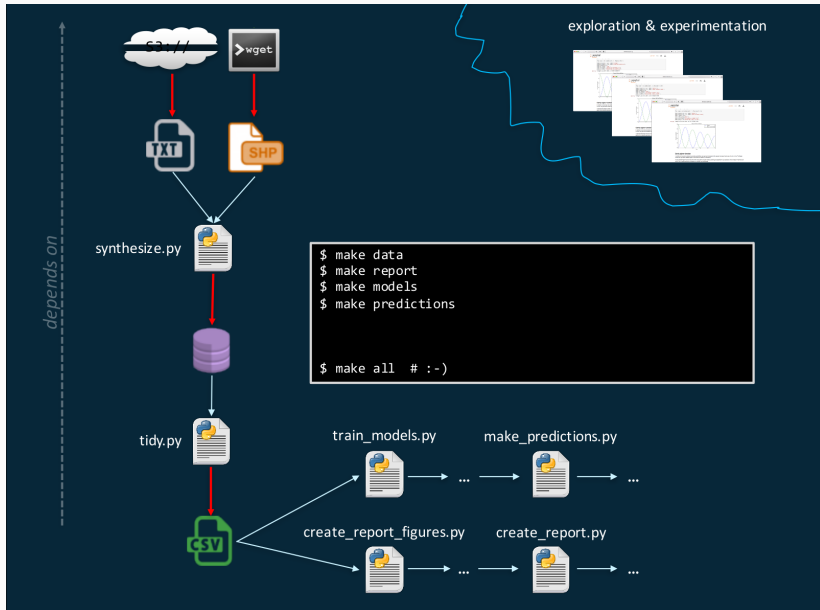 exploration & experimentation
S3://
>wget
TXT
SHP
synthesize.py
depends on
$ make data
$ make report
$ make models
$ make predictions
$ make all  # :-)
tidy.py
train_models.py
make_predictions.py
...
...
CSV
create_report_figures.py
create_report.py
...
...